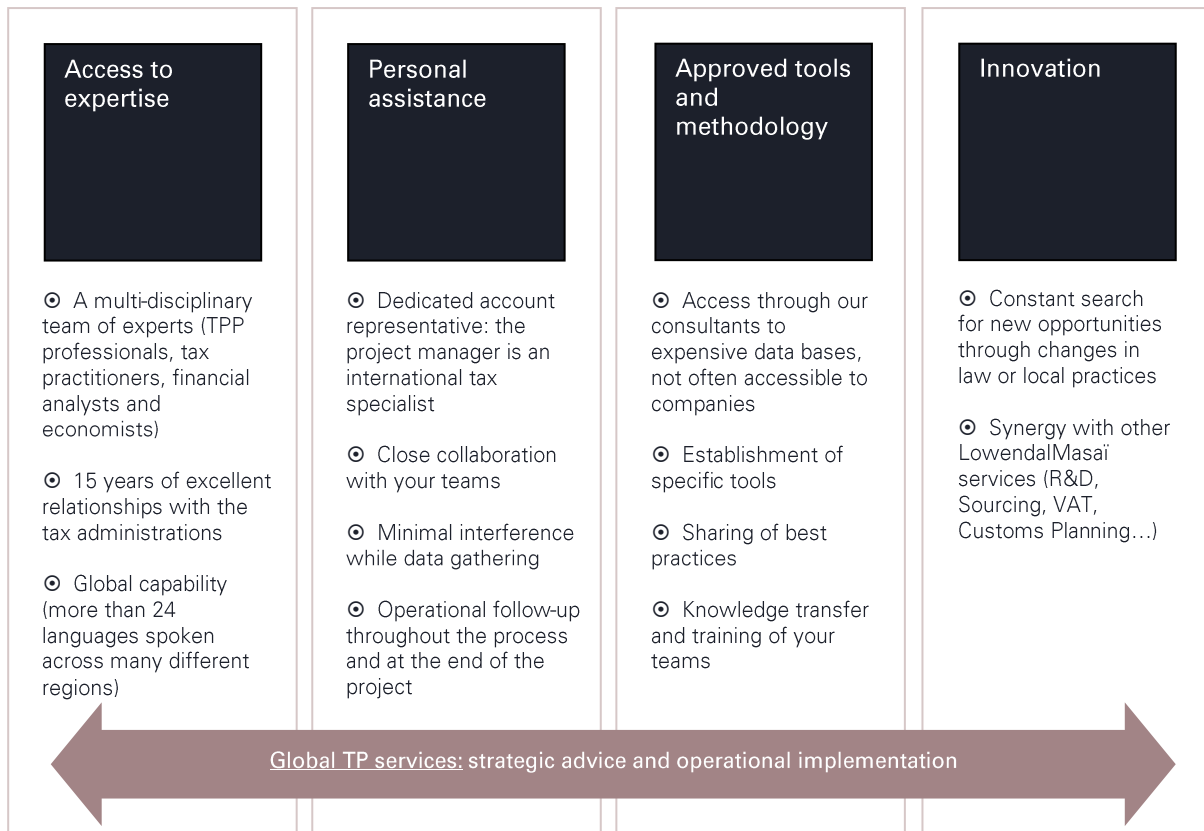 Access to
expertise
⦿ A multi-disciplinary
team of experts (TPP
professionals, tax
practitioners, financial
analysts and
economists)
⦿ 15 years of excellent
relationships with the
tax administrations
⦿ Global capability
(more than 24
languages spoken
across many different
regions)
Personal
assistance
⦿ Dedicated account
representative: the
project manager is an
international tax
specialist
⦿ Close collaboration
with your teams
⦿ Minimal interference
while data gathering
⦿ Operational follow-up
throughout the process
and at the end of the
project
Approved tools
and
methodology
⦿ Access through our
consultants to
expensive data bases,
not often accessible to
companies
⦿ Establishment of
specific tools
⦿ Sharing of best
practices
⦿ Knowledge transfer
and training of your
teams
Innovation
⦿ Constant search
for new opportunities
through changes in
law or local practices
⦿ Synergy with other
LowendalMasaï
services (R&D,
Sourcing, VAT,
Customs Planning…)
Global TP services: strategic advice and operational implementation